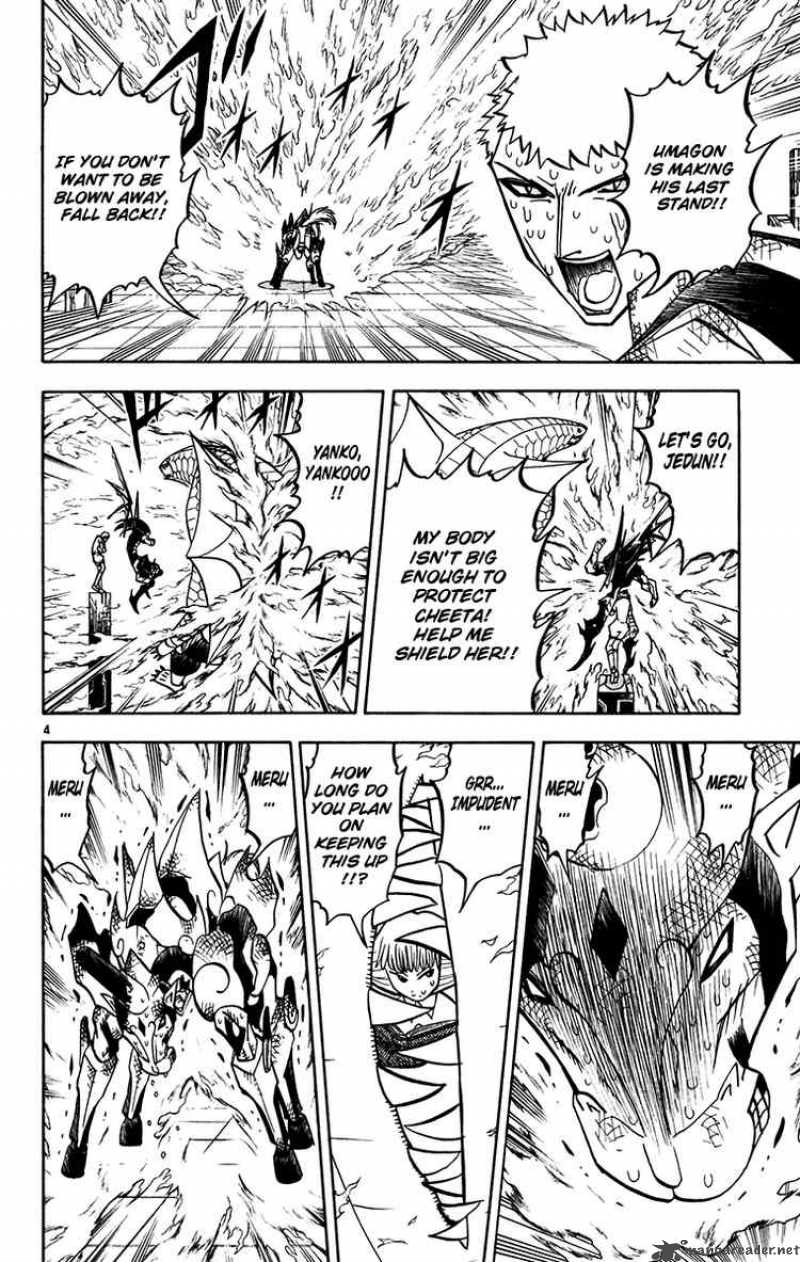 UMAGON
IS MAKING
HIS LAST
STAND!!
IF YOU DON'T
WANT TO BE
BLOWN AWAY,
FALL BACK!!
LET'S GO,
JEDUN!!
MY BODY
ISN'T BIG
ENOUGH TO
PROTECT
CHEETA!
HELP ME
SHIELD HER!!
YANKO,
YANKOOO
!!
4
MERU
...
MERU
...
GRR...
IMPUDENT
...
HOW
LONG DO
YOU PLAN
ON
KEEPING
THIS UP
!!?
MERU
...
MERU
...
mangareader.net